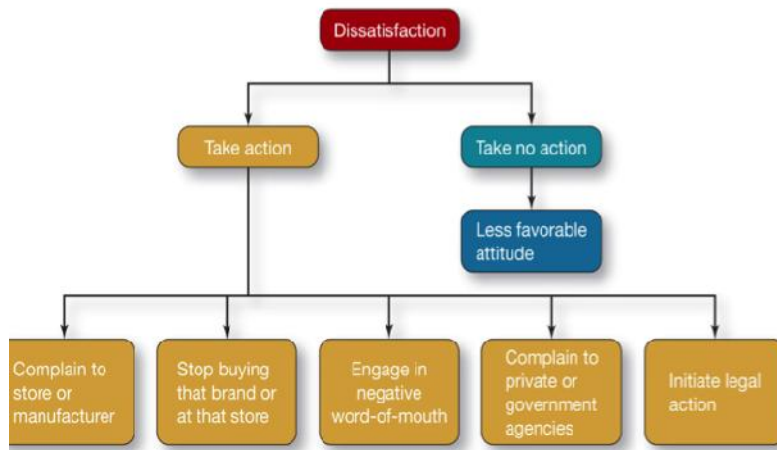 Dissatisfaction
Take action
Take no action
Less favorable
attitude
Complain to
store or
manufacturer
Stop buying
that brand or
at that store
Engage in
negative
word-of-mouth
Complain to
private or
government
agencies
Initiate legal
action